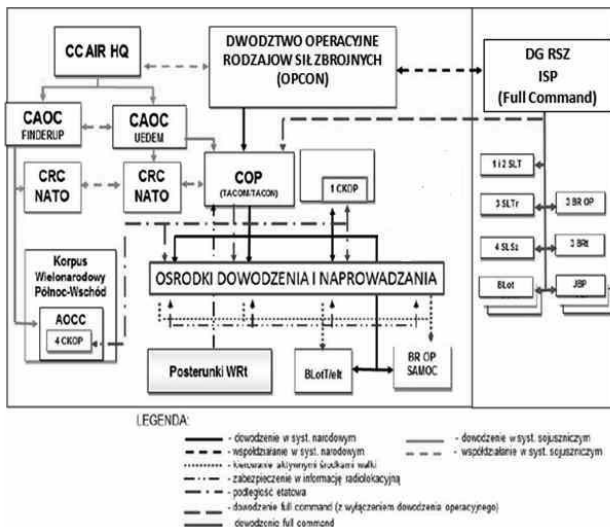 CC AIR HQ
DWODZTWO OPERACYJNE
RODZAJOW SIŁ ZBROJNYCH
(OPCON)
DG RSZ
ISP
(Full Command)
CAOC
FINDERUP
CAOC
UEDEM
CRC
NATO
CRC
NATO
COP
(TACOM/TACON)
1 CKOP
1 i 2 SLT
3 SLTr
3 BR OP
4 SLSz
3 BRt
BLot
JBP
Korpus
Wielonarodowy
Północ-Wschód
AOCC
4 CKOP
OSRODKI DOWODZENIA I NAPROWADZANIA
Posterunki WRt
BLotT/elt
BR OP
SAMOC
LEGENDA:
- dowodzenie w syst. narodowym
- współdziałanie w syst. narodowym
- kierowanie aktywnymi środkami walki
- zabezpieczenie w informację radiolokacyjną
- podległość etatowa
- dowodzenie full command (z wyłączeniem dowodzenia operacyjnego)
- dowodzenie full command
- dowodzenie w syst. sojuszniczym
- współdziałanie w syst. sojuszniczym